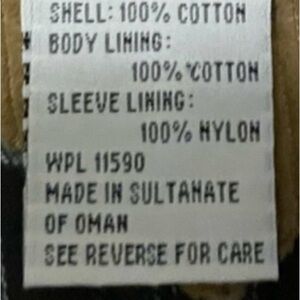 SHELL: 100% COTTON
BODY LINING:
100% COTTON
SLEEVE LINING:
100% NYLON
WPL 11590
MADE IN SULTANATE
OF OMAN
SEE REVERSE FOR CARE